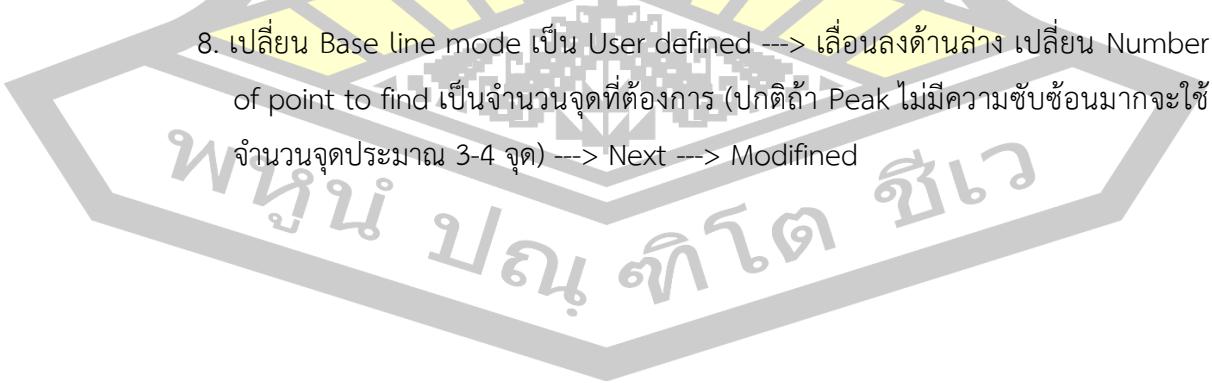 8. เปลี่ยน Base line mode เป็น User defined ---> เลื่อนลงด้านล่าง เปลี่ยน Number
of point to find เป็นจำนวนจุดที่ต้องการ (ปกติถ้า Peak ไม่มีความซับซ้อนมากจะใช้
จำนวนจุดประมาณ 3-4 จุด) ---> Next ---> Modifined
พหูนํ ปณฺฑิโต ชีเว